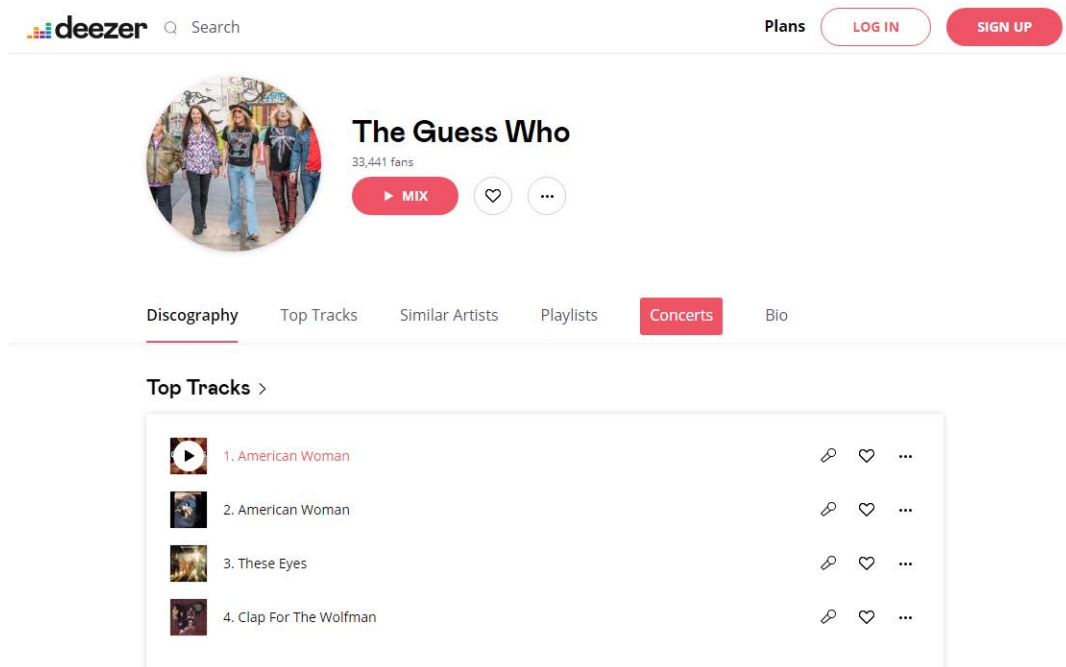 deezer Search Plans LOG IN SIGN UP
The Guess Who
33,441 fans
MIX
Discography Top Tracks Similar Artists Playlists Concerts Bio
Top Tracks
1. American Woman
2. American Woman
3. These Eyes
4. Clap For The Wolfman